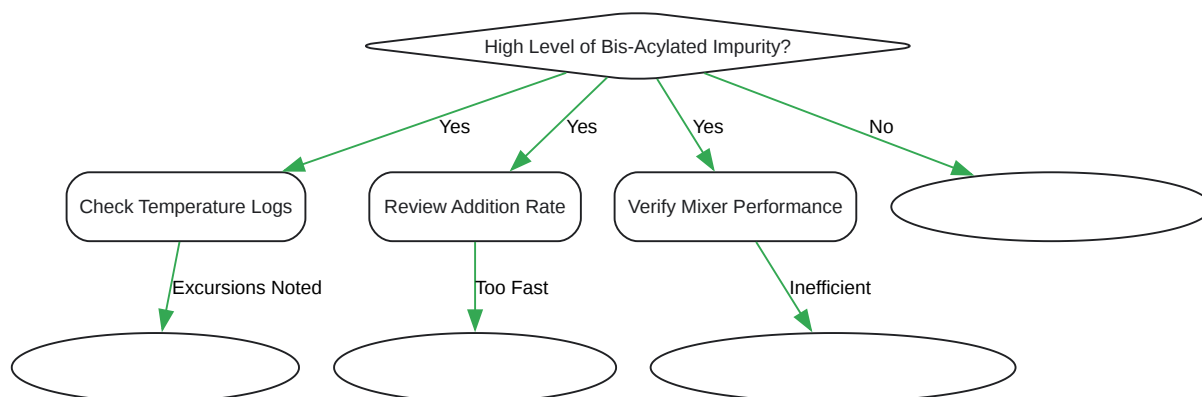 High Level of Bis-Acylated Impurity?
Yes
Yes
Yes
No
Check Temperature Logs
Review Addition Rate
Verify Mixer Performance
Excursions Noted
Too Fast
Inefficient